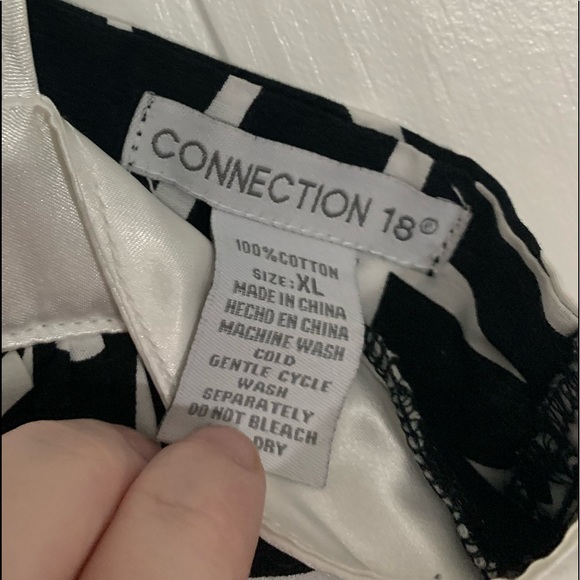 CONNECTION 18®
100%COTTON
SIZE:XL
MADE IN CHINA
HECHO EN CHINA
MACHINE WASH
COLD
GENTLE CYCLE
WASH
SEPARATELY
DO NOT BLEACH
DRY